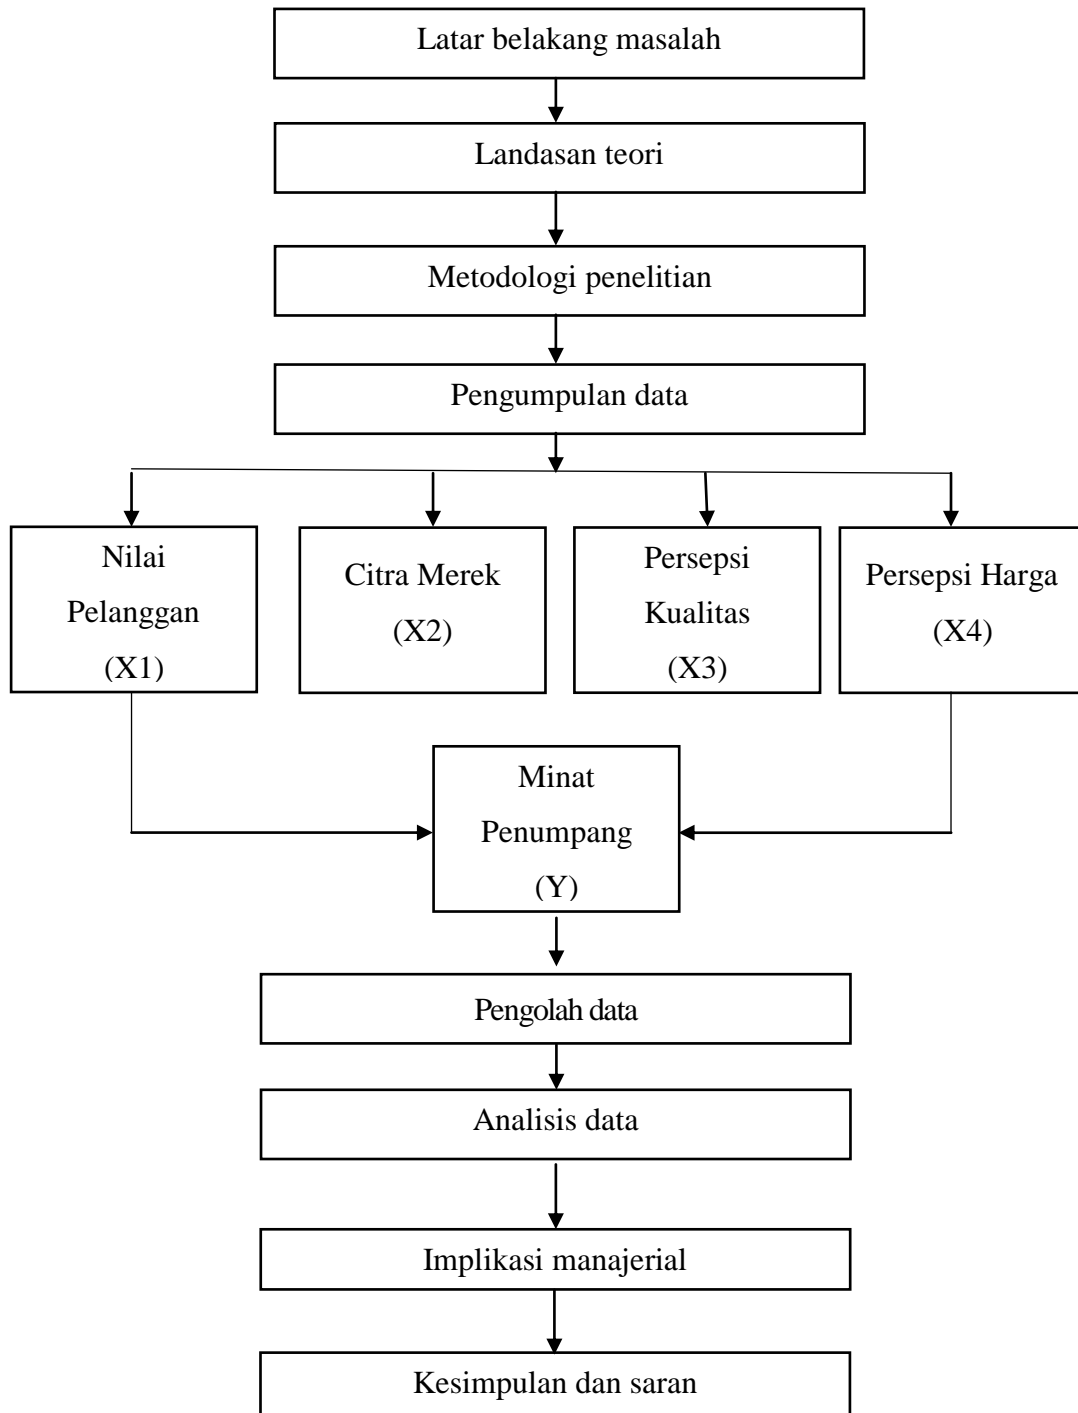 Latar belakang masalah
Landasan teori
Metodologi penelitian
Pengumpulan data
Nilai
Pelanggan
(X1)
Citra Merek
(X2)
Persepsi
Kualitas
(X3)
Persepsi Harga
(X4)
Minat
Penumpang
(Y)
Pengolah data
Analisis data
Implikasi manajerial
Kesimpulan dan saran